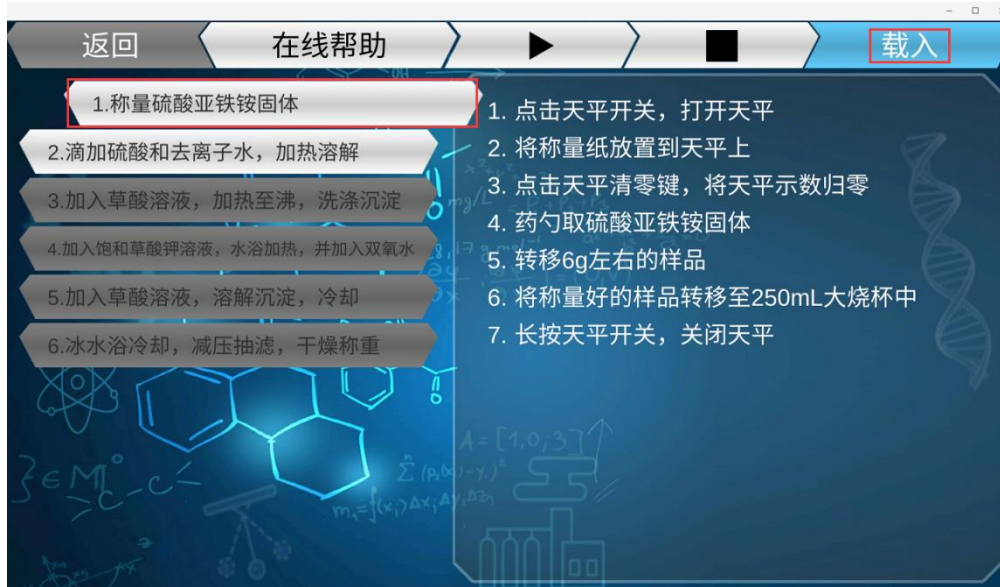 返回
在线帮助
载入
1.称量硫酸亚铁铵固体
2.滴加硫酸和去离子水，加热溶解
3.加入草酸溶液，加热至沸，洗涤沉淀
4.加入饱和草酸钾溶液，水浴加热，并加入双氧水
5.加入草酸溶液，溶解沉淀，冷却
6.冰水浴冷却，减压抽滤，干燥称重
1. 点击天平开关，打开天平
2. 将称量纸放置到天平上
3. 点击天平清零键，将天平示数归零
4. 药勺取硫酸亚铁铵固体
5. 转移6g左右的样品
6. 将称量好的样品转移至250mL大烧杯中
7. 长按天平开关，关闭天平
A=[1,0;3]